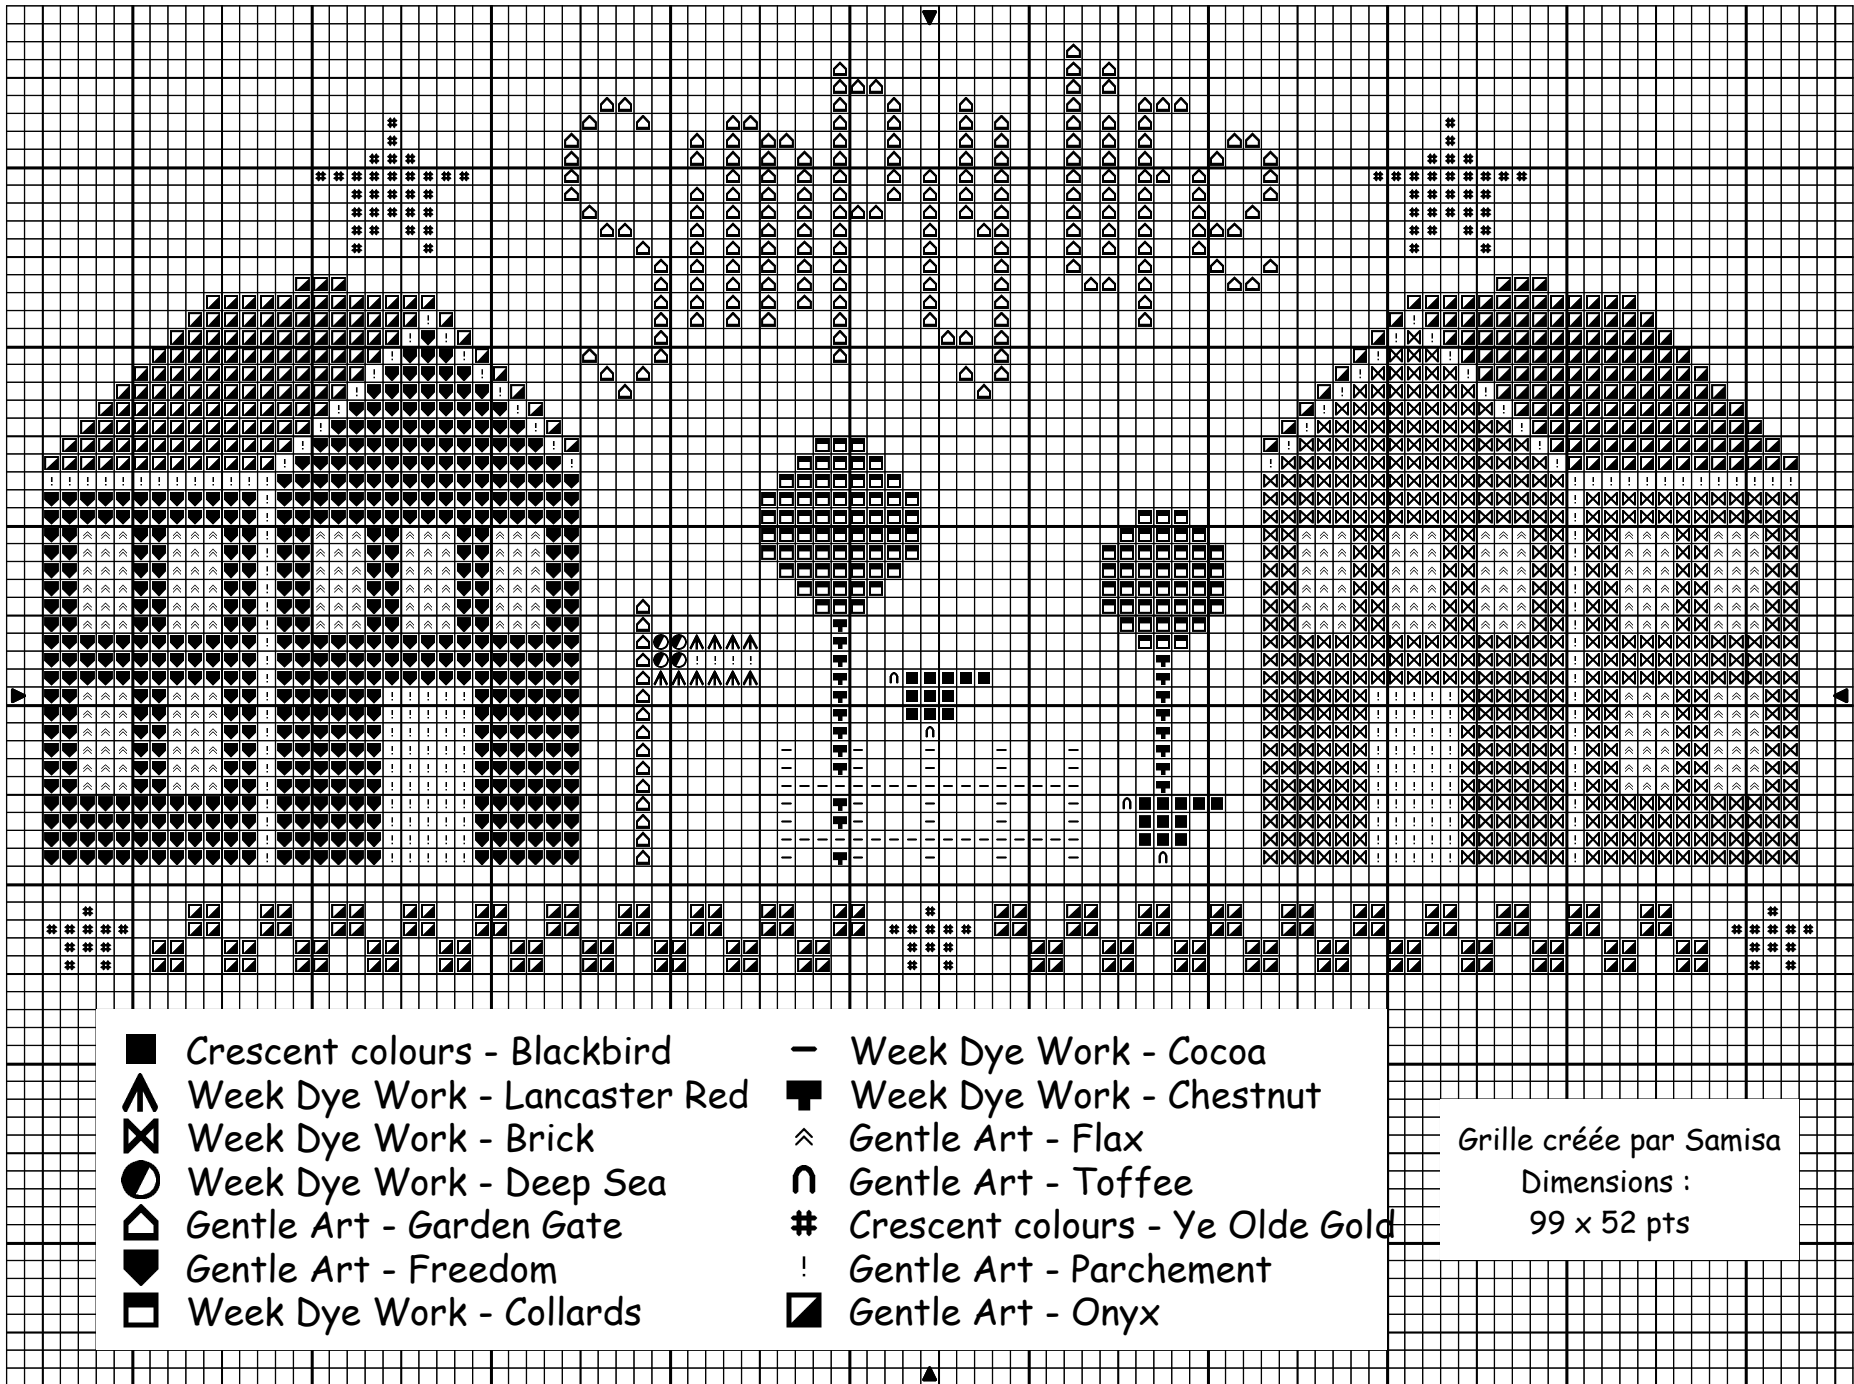 Simply life
Crescent colours - Blackbird
Week Dye Work - Lancaster Red
Week Dye Work - Brick
Week Dye Work - Deep Sea
Gentle Art - Garden Gate
Gentle Art - Freedom
Week Dye Work - Collards
Week Dye Work - Cocoa
Week Dye Work - Chestnut
Gentle Art - Flax
Gentle Art - Toffee
Crescent colours - Ye Olde Gold
Gentle Art - Parchement
Gentle Art - Onyx
Grille créée par Samisa
Dimensions :
99 x 52 pts